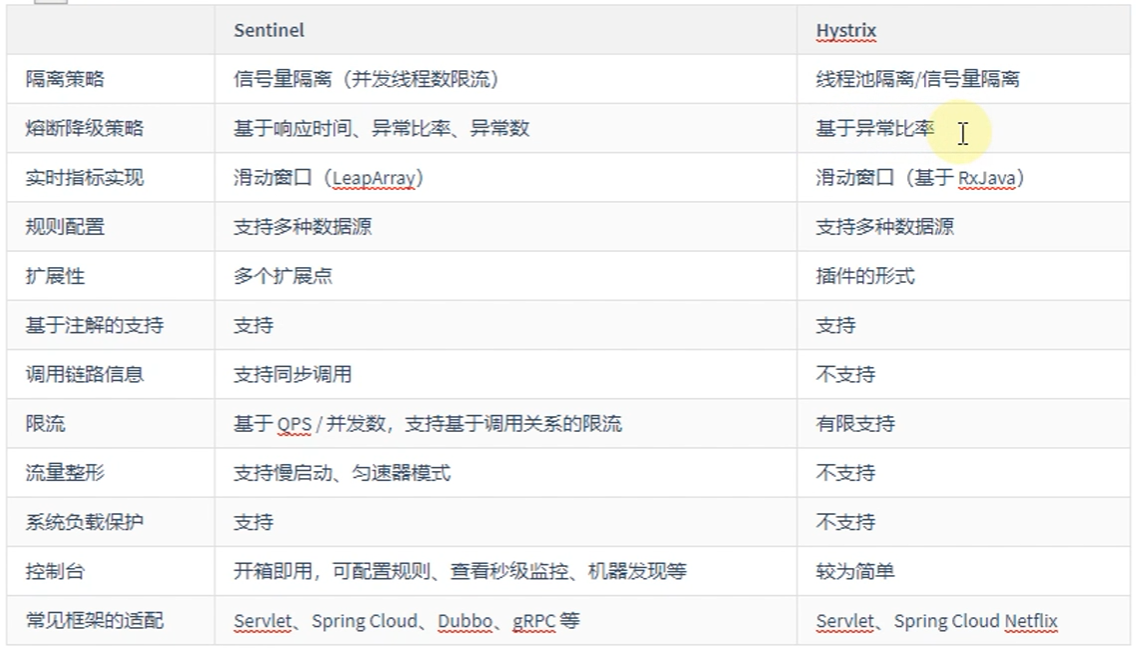 Sentinel Hystrix
隔离策略 信号量隔离（并发线程数限流） 线程池隔离/信号量隔离
熔断降级策略 基于响应时间、异常比率、异常数 基于异常比率
实时指标实现 滑动窗口（LeapArray） 滑动窗口（基于 RxJava）
规则配置 支持多种数据源 支持多种数据源
扩展性 多个扩展点 插件的形式
基于注解的支持 支持 支持
调用链路信息 支持同步调用 不支持
限流 基于 QPS / 并发数，支持基于调用关系的限流 有限支持
流量整形 支持慢启动、匀速器模式 不支持
系统负载保护 支持 不支持
控制台 开箱即用，可配置规则、查看秒级监控、机器发现等 较为简单
常见框架的适配 Servlet、Spring Cloud、Dubbo、gRPC 等 Servlet、Spring Cloud Netflix